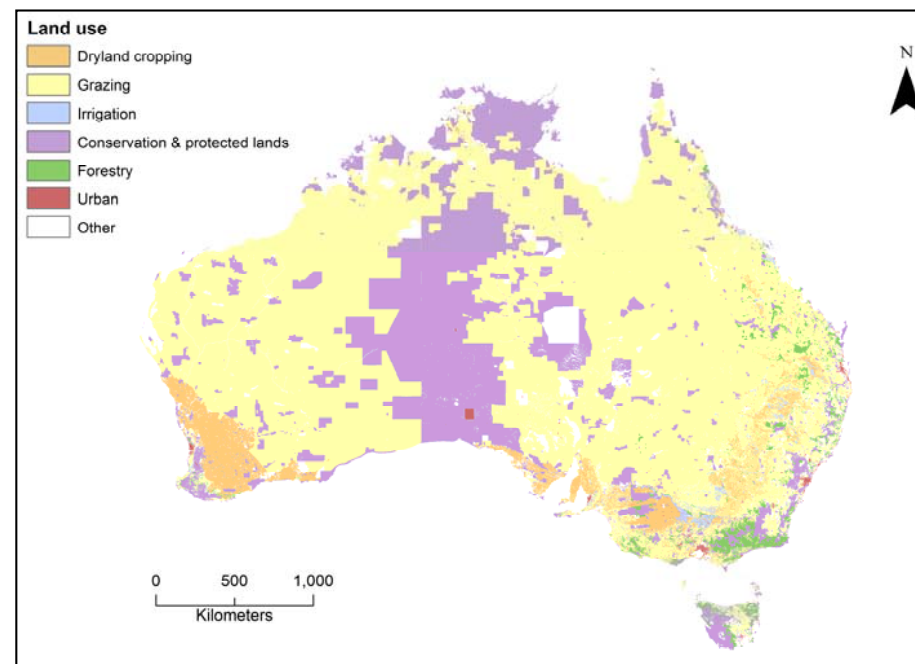 Land use
Dryland cropping
Grazing
Irrigation
Conservation & protected lands
Forestry
Urban
Other
N
0 500 1,000
Kilometers